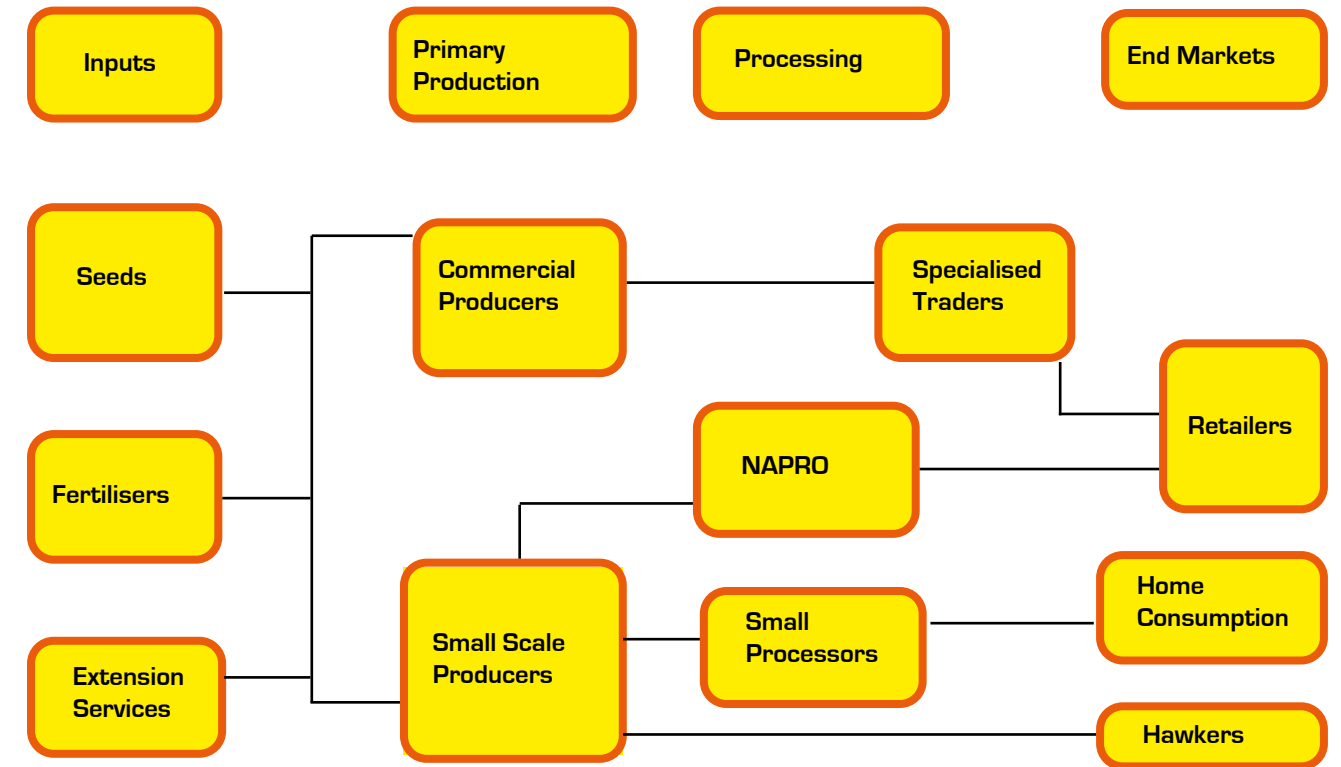 Inputs
Primary
Production
Processing
End Markets
Seeds
Commercial
Producers
Specialised
Traders
Retailers
Fertilisers
NAPRO
Extension
Services
Small Scale
Producers
Small
Processors
Home
Consumption
Hawkers